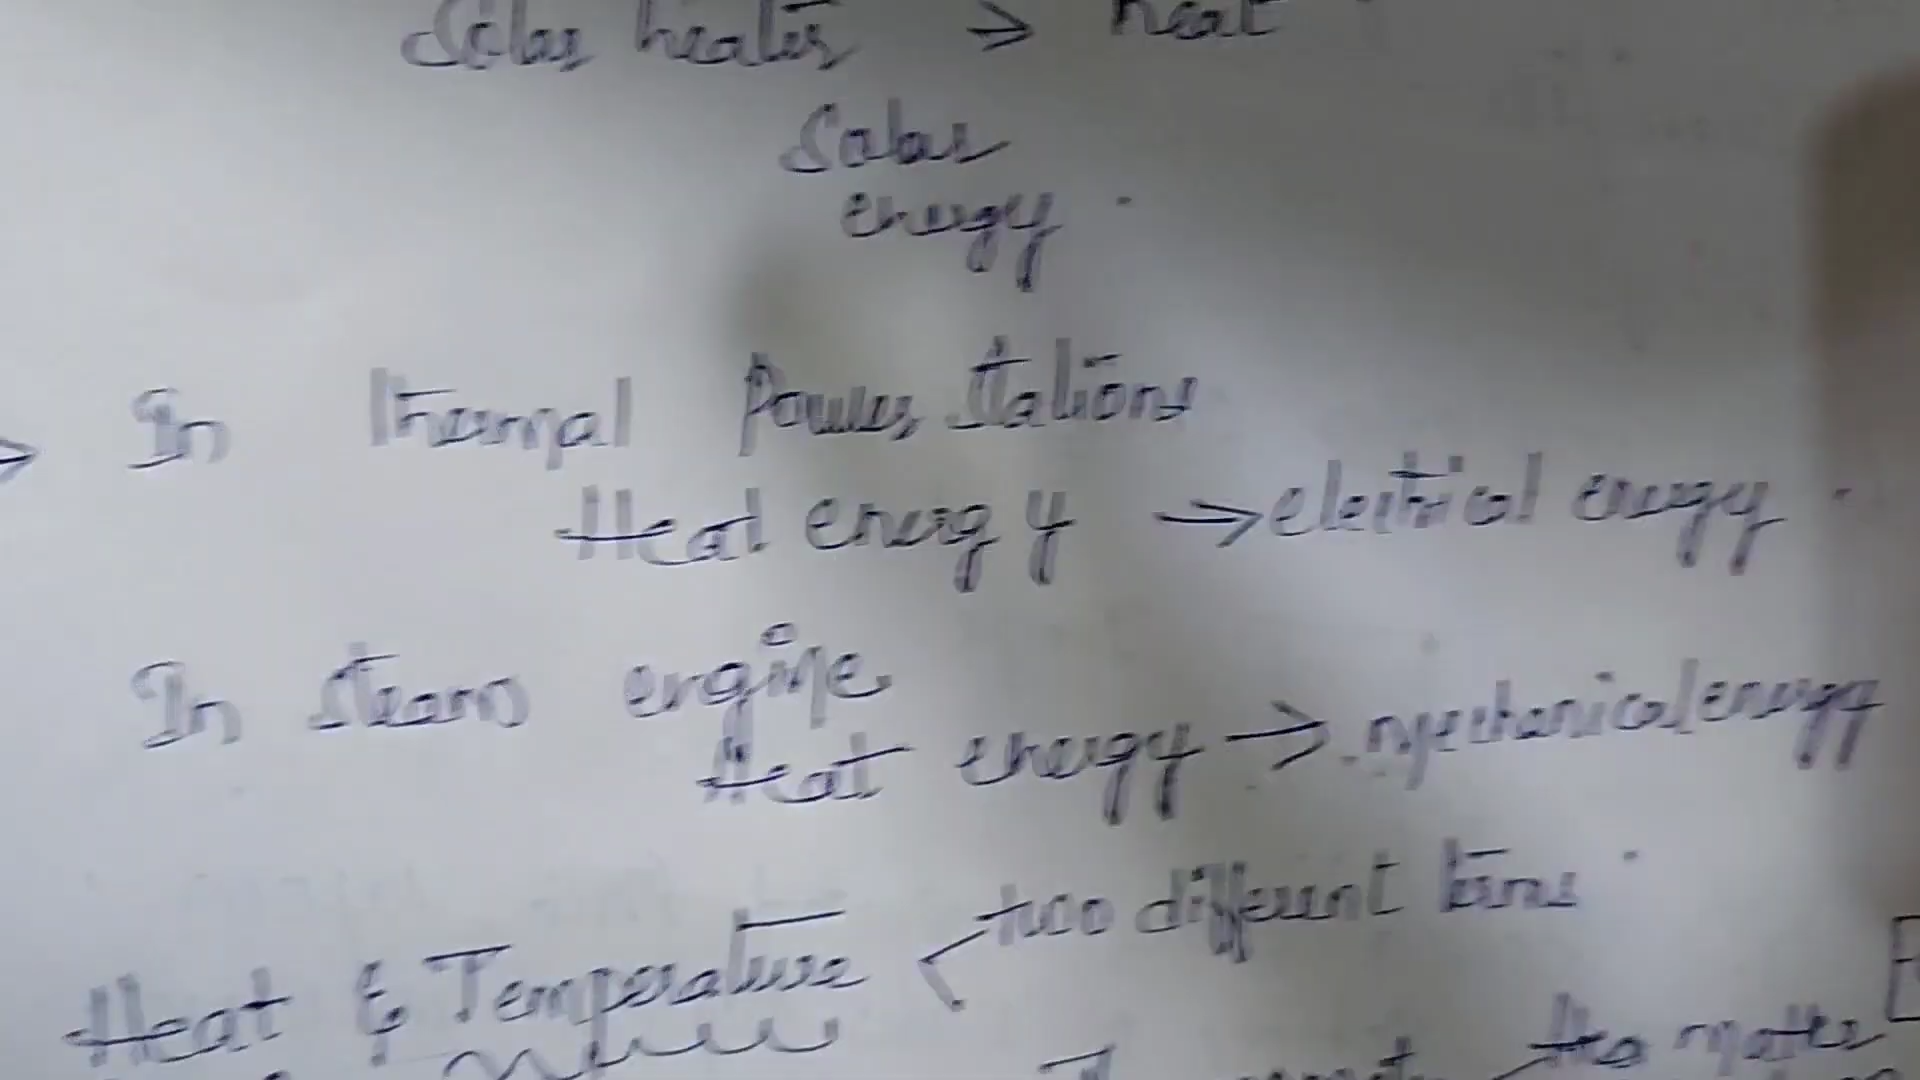 Solar heater → heat
Solar
energy.
→ In thermal Power Stations
Heat energy → electrical energy.
In steam engine
Heat energy → mechanical energy
Heat & Temperature < two different terms.
the matter